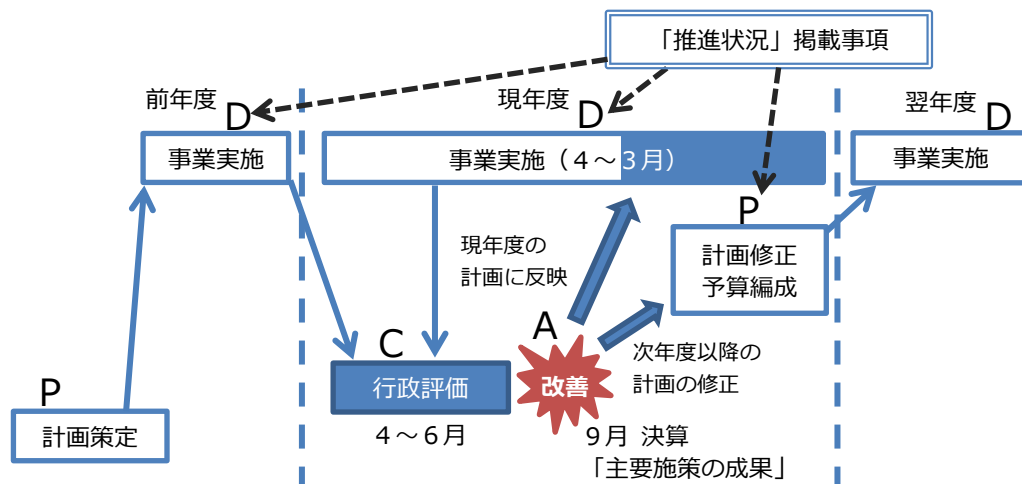 「推進状況」掲載事項
前年度
D
現年度
D
翌年度
D
事業実施
事業実施（４～３月）
事業実施
P
計画修正
予算編成
現年度の
計画に反映
A
改善
次年度以降の
計画の修正
C
行政評価
４～６月
９月 決算
「主要施策の成果」
P
計画策定